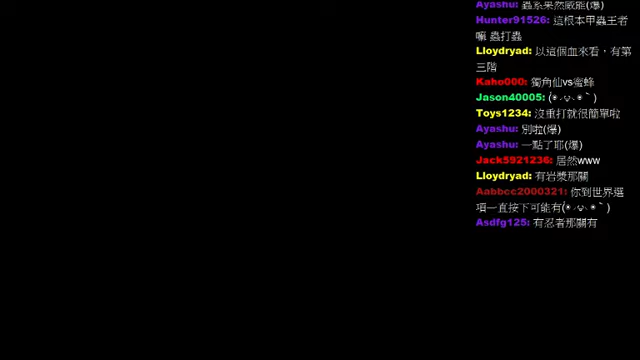 Ayashu: 蟲系果然威能(爆)
Hunter91526: 這根本甲蟲王者
嘛 蟲打蟲
Lloydryad: 以這個血來看，有第
三階
Kaho000: 獨角仙vs蜜蜂
Jason40005:
Toys1234: 沒重打就很簡單啦
Ayashu: 別啦(爆)
Ayashu: 一點了耶(爆)
Jack5921236: 居然www
Lloydryad: 有岩漿那關
Aabbcc2000321: 你到世界選
項一直按下可能有
Asdfg125: 有忍者那關有